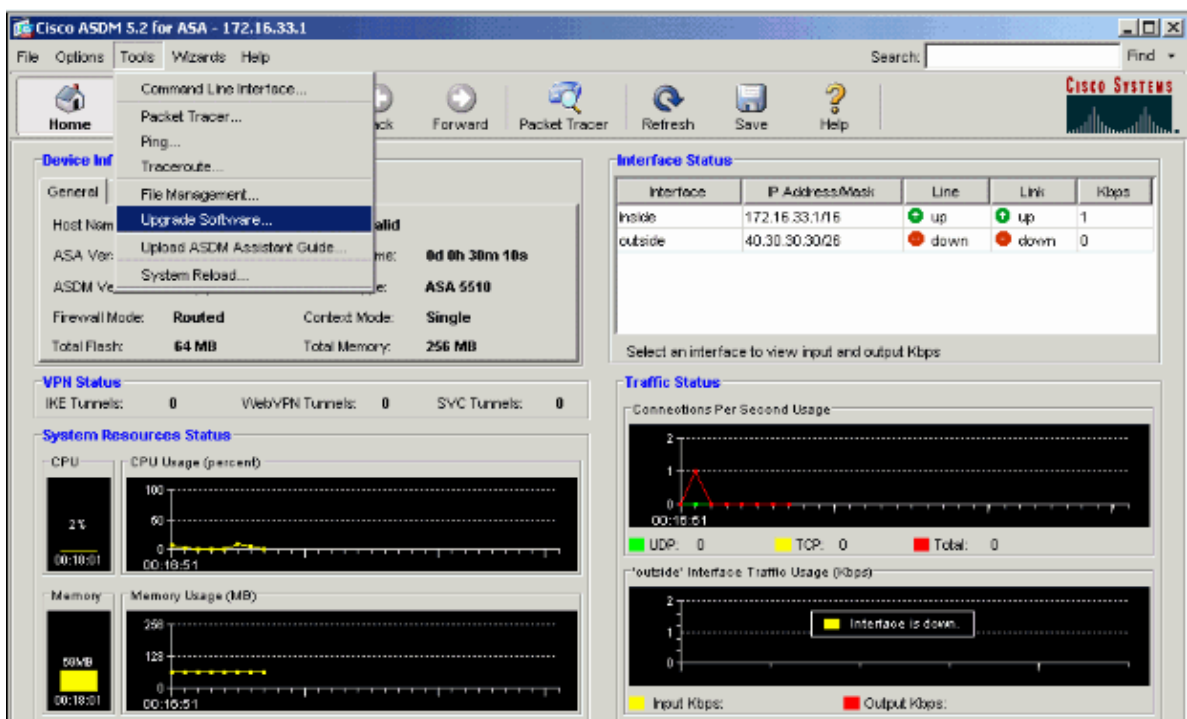 Cisco ASDM 5.2 for ASA - 172.16.33.1
File Options Tools Wizards Help Search: Find
Command Line Interface...
Packet Tracer...
Ping...
Traceroute...
File Management...
Upgrade Software...
Upload ASDM Assistant Guide...
System Reload...
Home Forward Packet Tracer Refresh Save Help
CISCO SYSTEMS
Device Inf
General
Host Nam alid
ASA Ver me: 0d 0h 30m 10s
ASDM Ve e: ASA 5510
Firewall Mode: Routed Context Mode: Single
Total Flash: 64 MB Total Memory: 256 MB
Interface Status
Interface IP Address/Mask Line Link Kbps
inside 172.16.33.1/16 up up 1
outside 40.30.30.30/26 down down 0
Select an interface to view input and output Kbps
VPN Status
IKE Tunnels: 0 WebVPN Tunnels: 0 SVC Tunnels: 0
System Resources Status
CPU
2%
00:18:01
CPU Usage (percent)
100
50
0
00:16:51
Memory
59MB
00:18:01
Memory Usage (MB)
256
128
0
00:16:51
Traffic Status
Connections Per Second Usage
2
1
0
00:16:51
UDP: 0 TCP: 0 Total: 0
'outside' Interface Traffic Usage (Kbps)
2
1
0
Interface is down.
Input Kbps: Output Kbps: